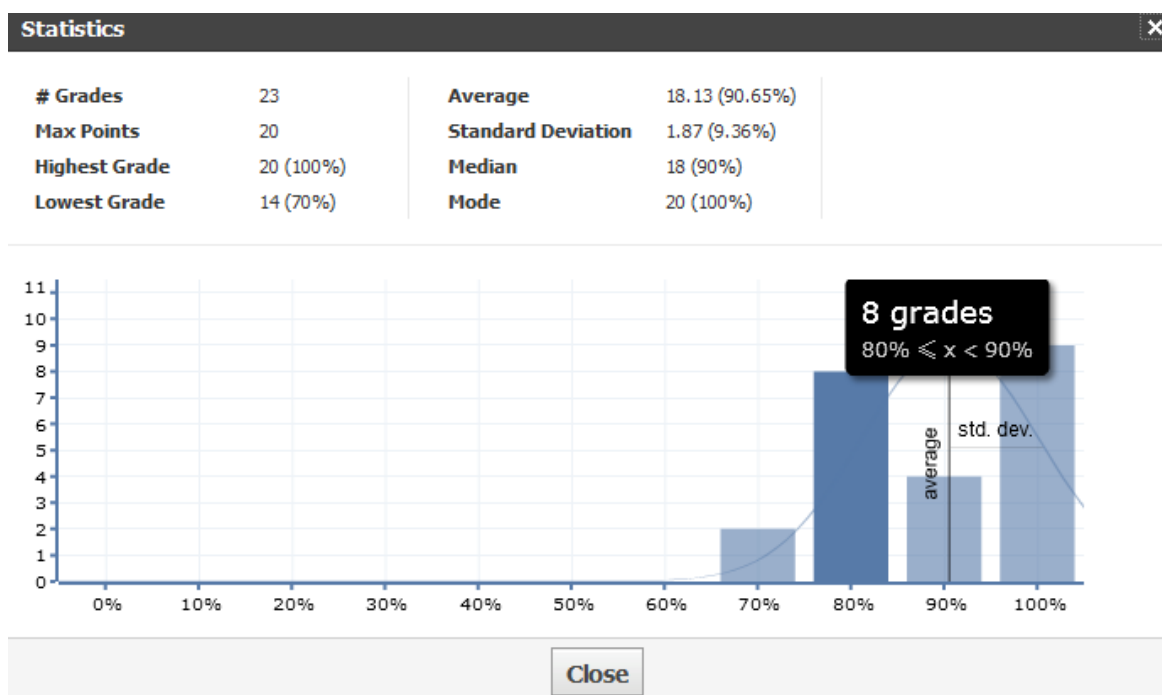 Statistics
# Grades 23 Average 18.13 (90.65%)
Max Points 20 Standard Deviation 1.87 (9.36%)
Highest Grade 20 (100%) Median 18 (90%)
Lowest Grade 14 (70%) Mode 20 (100%)
11
10
9
8
7
6
5
4
3
2
1
0
8 grades
80% ⩽ x < 90%
average
std. dev.
0% 10% 20% 30% 40% 50% 60% 70% 80% 90% 100%
Close